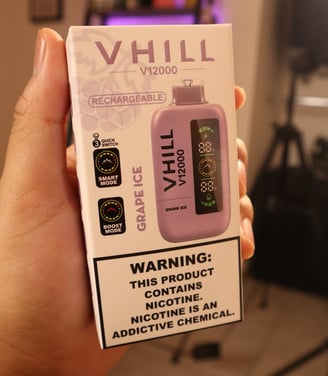 VHILL
V12000
RECHARGEABLE
3 QUICK
SWITCH
SMART
MODE
BOOST
MODE
GRAPE ICE
VHILL
V12000
GRAPE ICE
WARNING:
THIS PRODUCT
CONTAINS
NICOTINE.
NICOTINE IS AN
ADDICTIVE CHEMICAL.